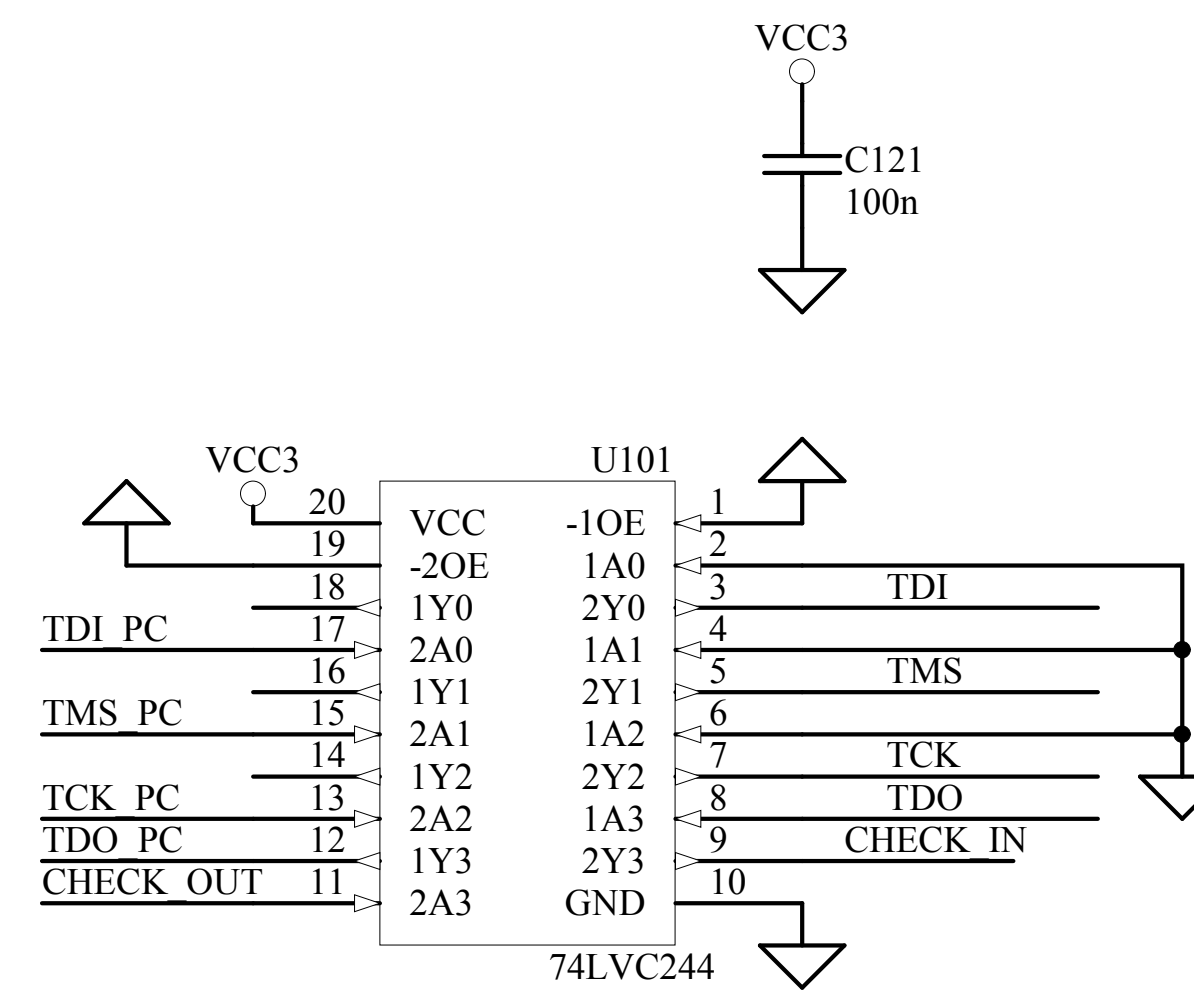 VCC3
C121
100n
VCC3
U101
20 VCC -1OE 1
19 -2OE 1A0 2
18 1Y0 2Y0 3 TDI
TDI_PC 17 2A0 1A1 4
16 1Y1 2Y1 5 TMS
TMS_PC 15 2A1 1A2 6
14 1Y2 2Y2 7 TCK
TCK_PC 13 2A2 1A3 8 TDO
TDO_PC 12 1Y3 2Y3 9 CHECK_IN
CHECK_OUT 11 2A3 GND 10
74LVC244